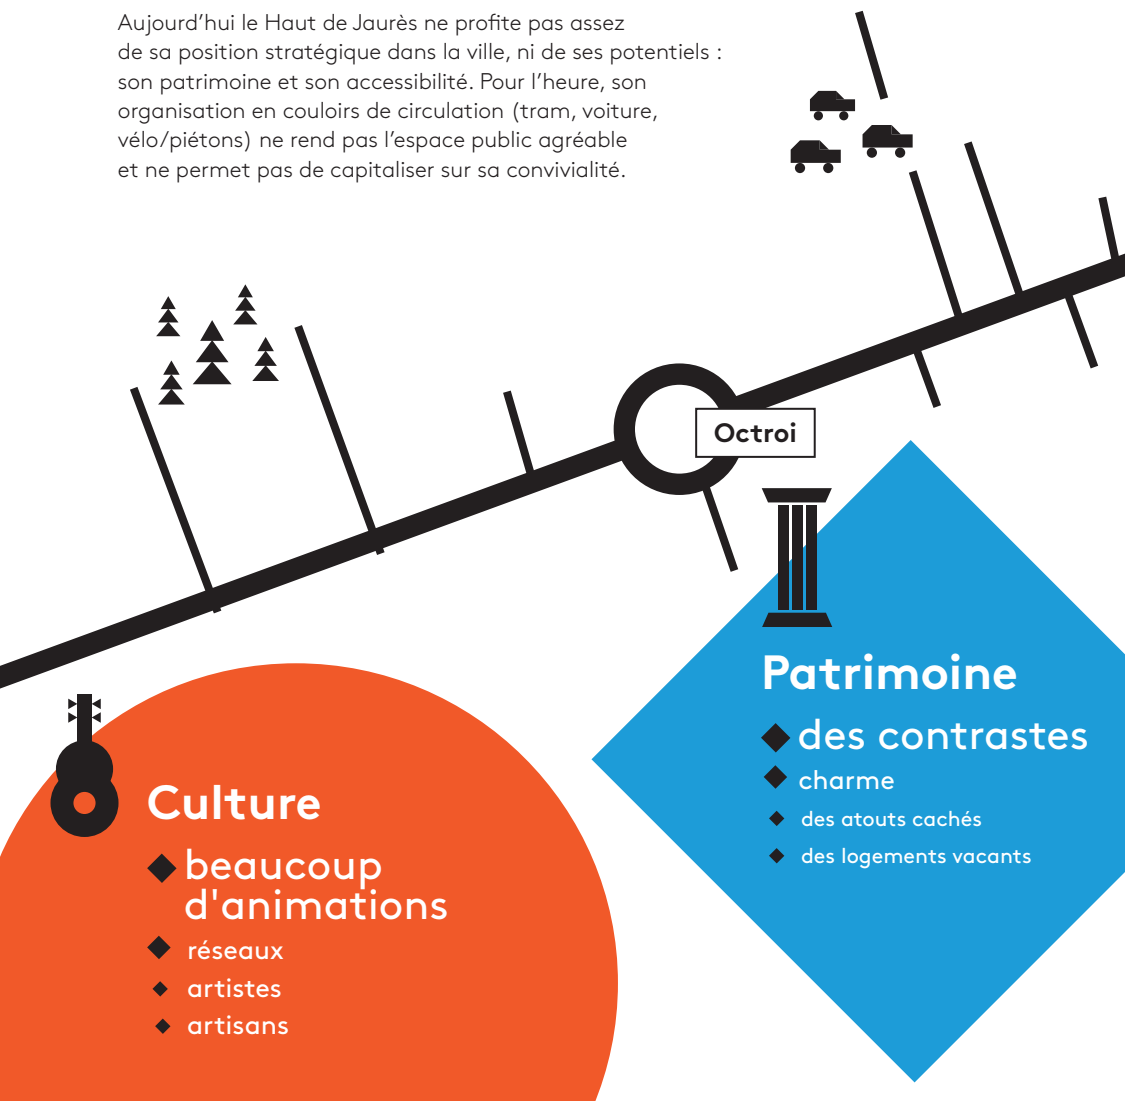 Aujourd’hui le Haut de Jaurès ne profite pas assez
de sa position stratégique dans la ville, ni de ses potentiels :
son patrimoine et son accessibilité. Pour l’heure, son
organisation en couloirs de circulation (tram, voiture,
vélo/piétons) ne rend pas l’espace public agréable
et ne permet pas de capitaliser sur sa convivialité.
Octroi
Patrimoine
des contrastes
charme
des atouts cachés
des logements vacants
Culture
beaucoup
d'animations
réseaux
artistes
artisans